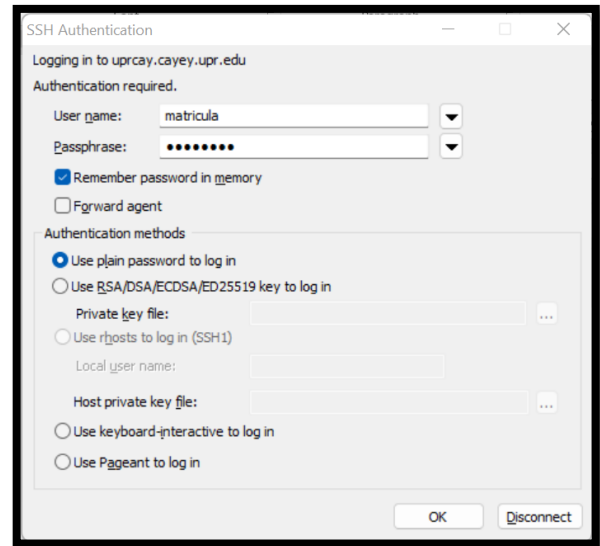 SSH Authentication
Logging in to uprcay.cayey.upr.edu
Authentication required.
User name: matricula
Passphrase: ●●●●●●●●
Remember password in memory
Forward agent
Authentication methods
Use plain password to log in
Use RSA/DSA/ECDSA/ED25519 key to log in
Private key file: ...
Use rhosts to log in (SSH1)
Local user name:
Host private key file: ...
Use keyboard-interactive to log in
Use Pageant to log in
OK Disconnect